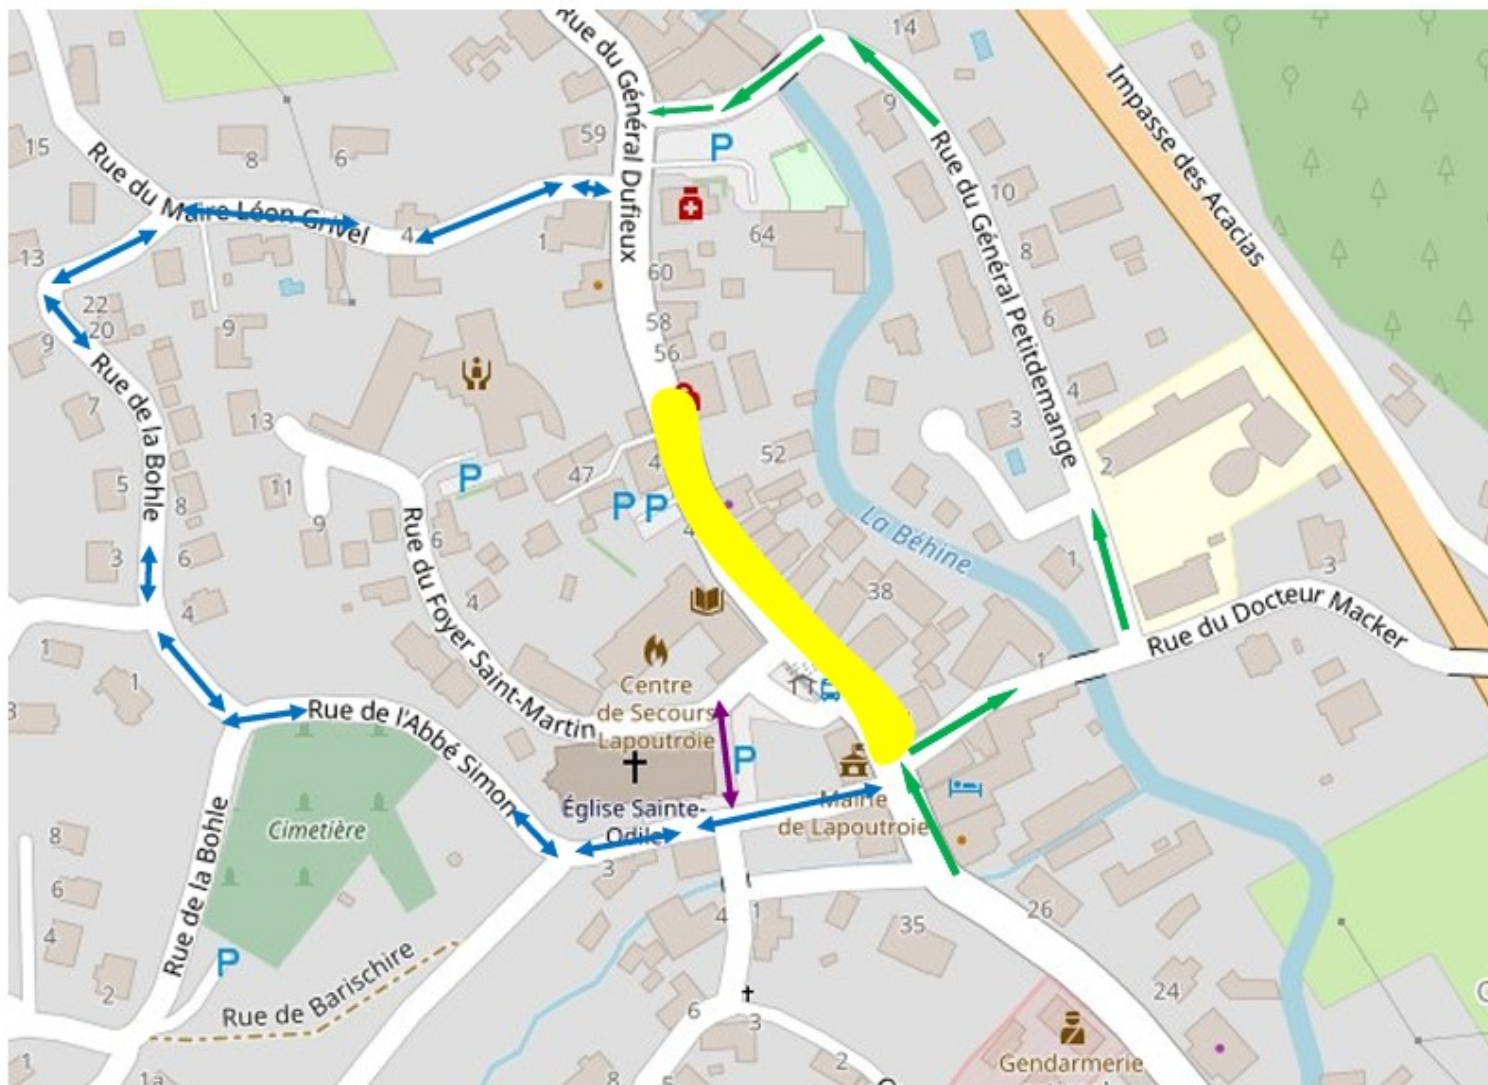 Rue du Général Dufieux
14
Impasse des Acacias
15
8
6
59
P
9
Rue du Général Petitdemange
10
Rue du Maire Léon Grivel
4
1
64
8
13
60
22
20
9
9
58
56
6
Rue de la Bohle
7
13
4
3
2
52
47
P
P P
4
5
8
11
9
Rue du Foyer Saint-Martin
6
4
La Béhine
3
6
4
38
1
3
Rue du Docteur Macker
1
1
1
Centre
de Secours
Lapoutroie
Rue de l'Abbé Simon
P
Église Sainte-
Odile
Mairie
de Lapoutroie
Cimetière
Rue de la Bohle
8
6
4
2
3
4
1
35
26
P
Rue de Barischire
6
3
24
2
Gendarmerie
1
1a
8